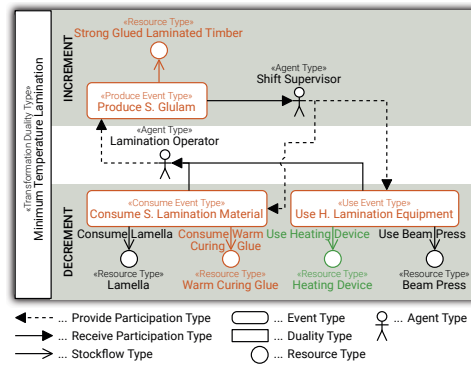 «Transformation Duality Type»
Minimum Temperature Lamination
INCREMENT
«Resource Type»
Strong Glued Laminated Timber
«Agent Type»
Shift Supervisor
«Produce Event Type»
Produce S. Glulam
«Agent Type»
Lamination Operator
DECREMENT
«Consume Event Type»
Consume S. Lamination Material
«Use Event Type»
Use H. Lamination Equipment
Consume Lamella
Consume Warm
Curing Glue
Use Heating Device
Use Beam Press
«Resource Type»
Lamella
«Resource Type»
Warm Curing Glue
«Resource Type»
Heating Device
«Resource Type»
Beam Press
... Provide Participation Type
... Event Type
... Agent Type
... Receive Participation Type
... Duality Type
... Stockflow Type
... Resource Type